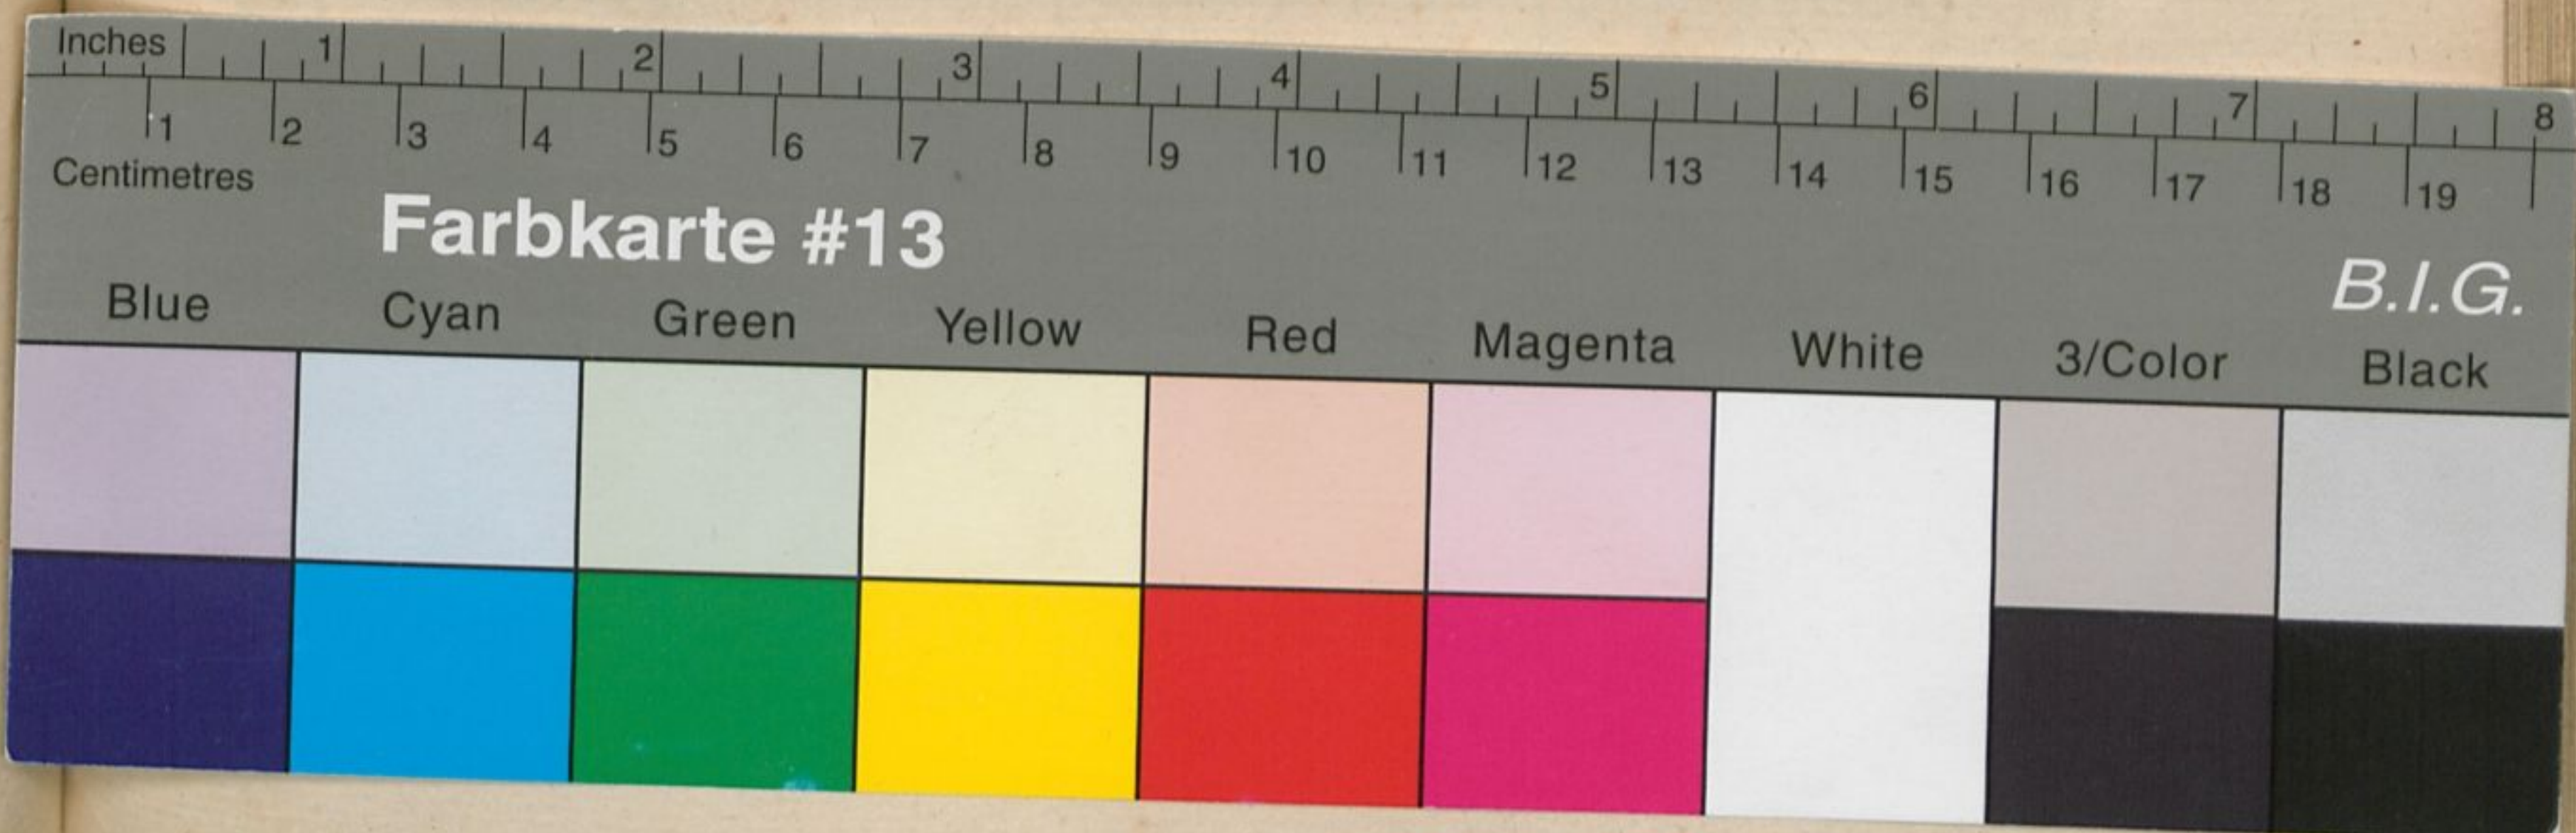 Inches 1 2 3 4 5 6 7 8
1 2 3 4 5 6 7 8 9 10 11 12 13 14 15 16 17 18 19
Centimetres
Farbkarte #13
B.I.G.
Blue Cyan Green Yellow Red Magenta White 3/Color Black